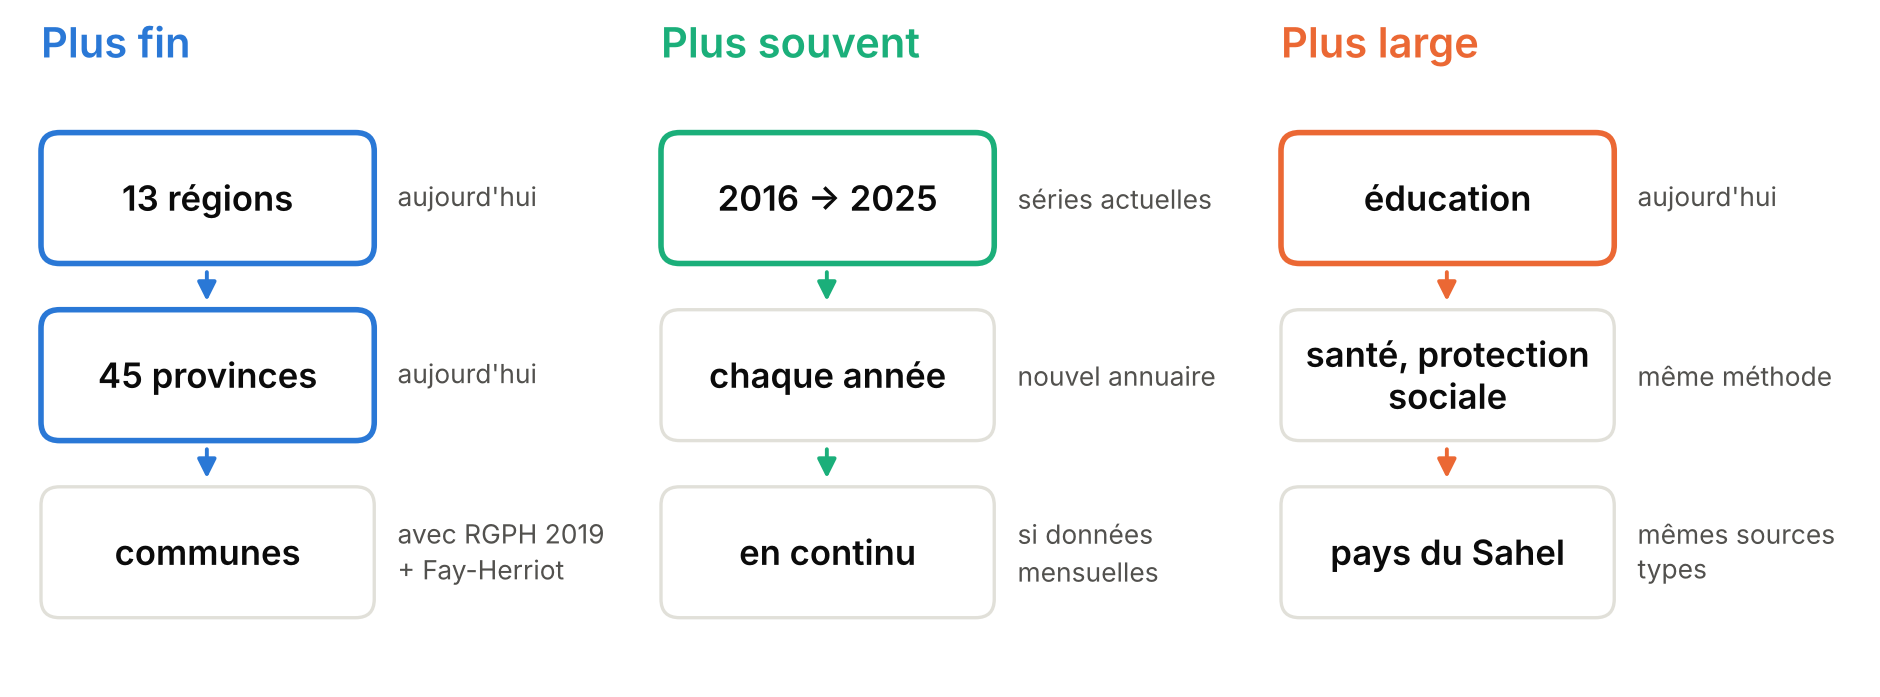 Plus fin
13 régions
aujourd'hui
45 provinces
aujourd'hui
communes
avec RGPH 2019
+ Fay-Herriot
Plus souvent
2016 → 2025
séries actuelles
chaque année
nouvel annuaire
en continu
si données
mensuelles
Plus large
éducation
aujourd'hui
santé, protection
sociale
même méthode
pays du Sahel
mêmes sources
types